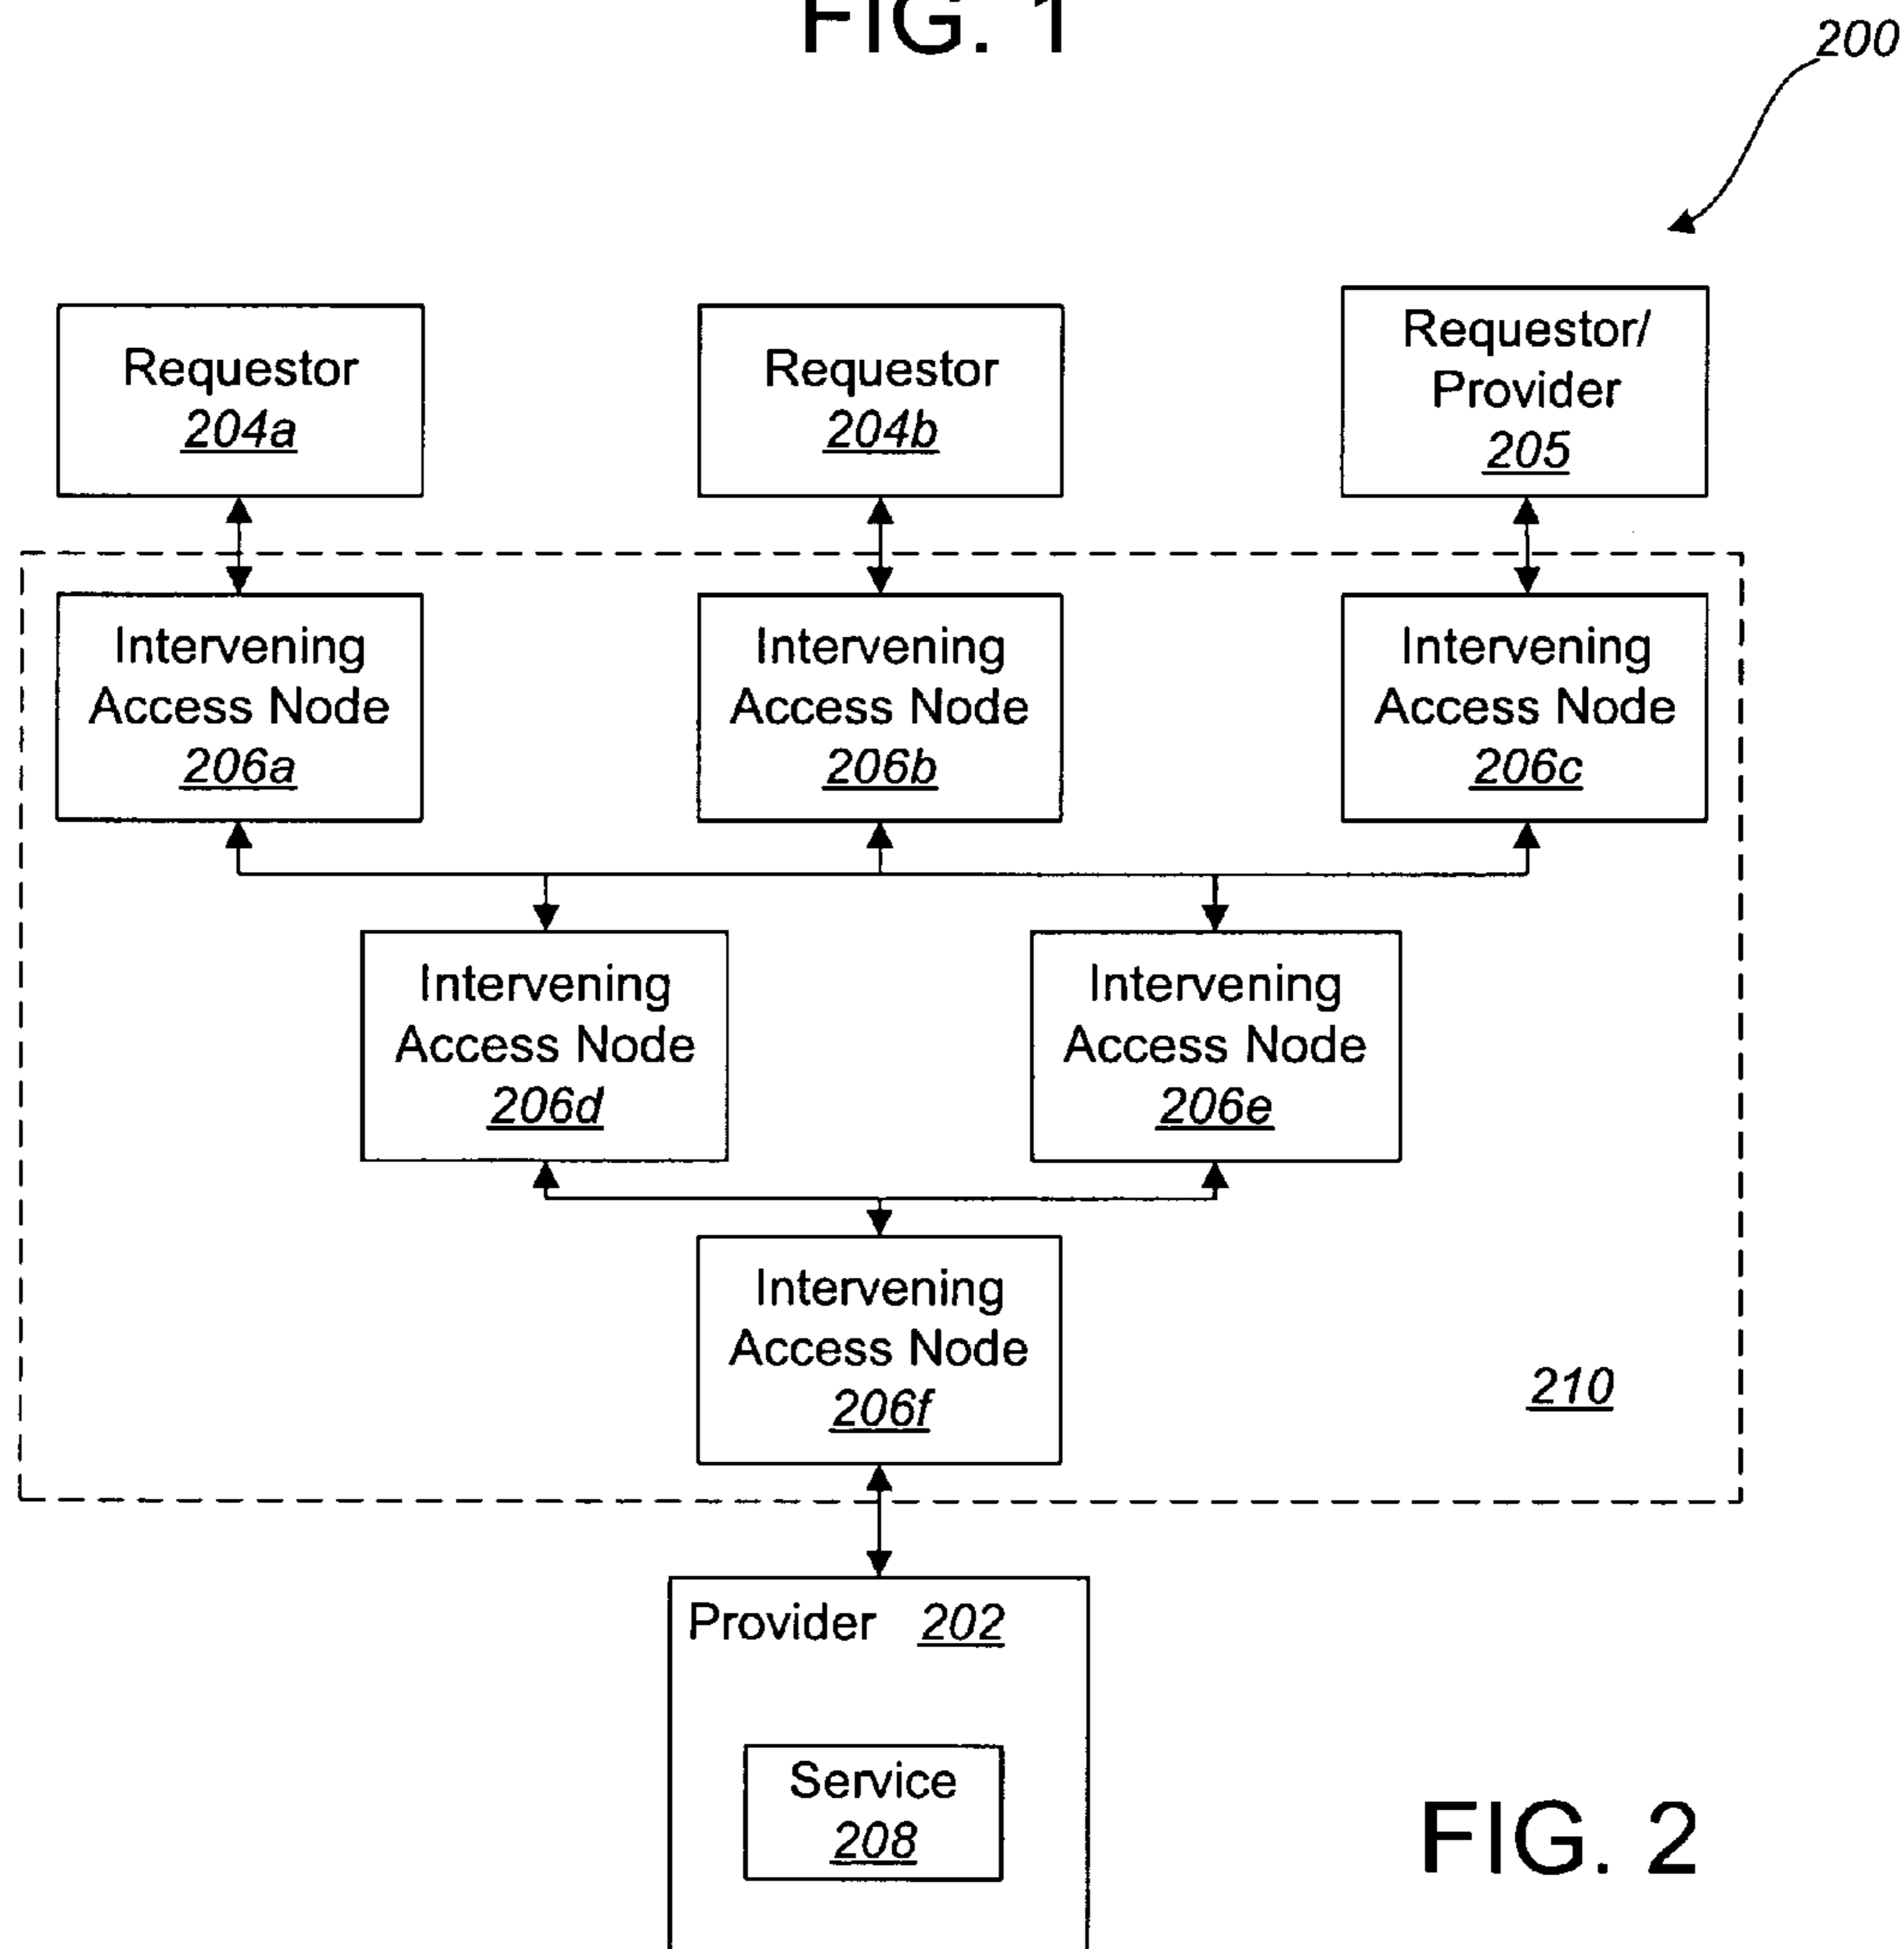 FIG. 1
200
Requestor
204a
Requestor
204b
Requestor/
Provider
205
Intervening
Access Node
206a
Intervening
Access Node
206b
Intervening
Access Node
206c
Intervening
Access Node
206d
Intervening
Access Node
206e
Intervening
Access Node
206f
210
Provider 202
Service
208
FIG. 2